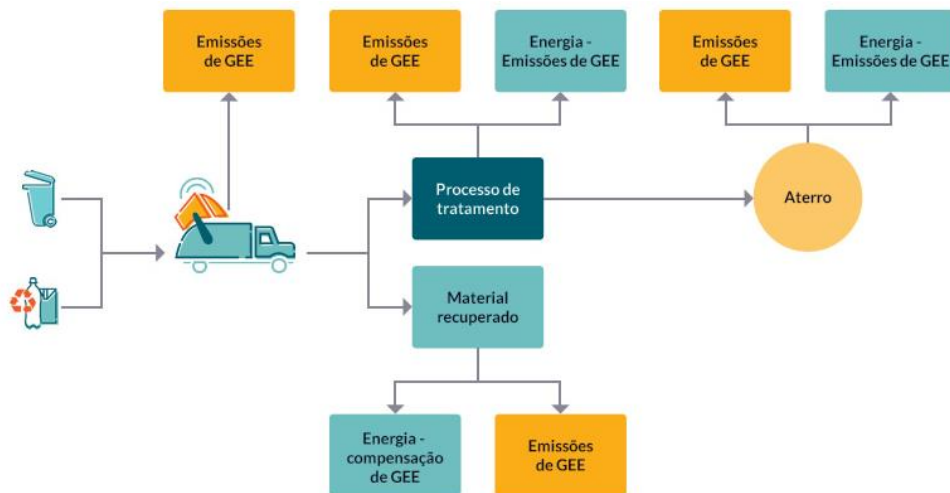 Emissões
de GEE
Emissões
de GEE
Energia -
Emissões de GEE
Emissões
de GEE
Energia -
Emissões de GEE
Processo de
tratamento
Aterro
Material
recuperado
Energia -
compensação
de GEE
Emissões
de GEE